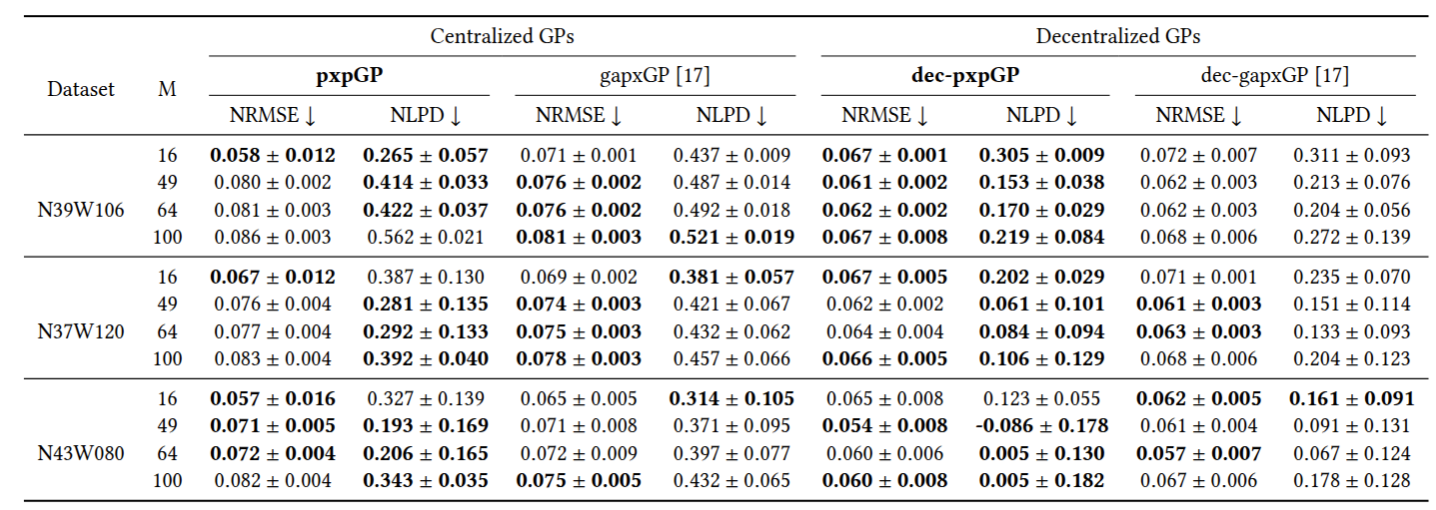 Centralized GPs Decentralized GPs
Dataset M pxpGP gapxGP [17] dec-pxpGP dec-gapxGP [17]
NRMSE ↓ NLPD ↓ NRMSE ↓ NLPD ↓ NRMSE ↓ NLPD ↓ NRMSE ↓ NLPD ↓
16 0.058 ± 0.012 0.265 ± 0.057 0.071 ± 0.001 0.437 ± 0.009 0.067 ± 0.001 0.305 ± 0.009 0.072 ± 0.007 0.311 ± 0.093
49 0.080 ± 0.002 0.414 ± 0.033 0.076 ± 0.002 0.487 ± 0.014 0.061 ± 0.002 0.153 ± 0.038 0.062 ± 0.003 0.213 ± 0.076
N39W106 64 0.081 ± 0.003 0.422 ± 0.037 0.076 ± 0.002 0.492 ± 0.018 0.062 ± 0.002 0.170 ± 0.029 0.062 ± 0.003 0.204 ± 0.056
100 0.086 ± 0.003 0.562 ± 0.021 0.081 ± 0.003 0.521 ± 0.019 0.067 ± 0.008 0.219 ± 0.084 0.068 ± 0.006 0.272 ± 0.139
16 0.067 ± 0.012 0.387 ± 0.130 0.069 ± 0.002 0.381 ± 0.057 0.067 ± 0.005 0.202 ± 0.029 0.071 ± 0.001 0.235 ± 0.070
49 0.076 ± 0.004 0.281 ± 0.135 0.074 ± 0.003 0.421 ± 0.067 0.062 ± 0.002 0.061 ± 0.101 0.061 ± 0.003 0.151 ± 0.114
N37W120 64 0.077 ± 0.004 0.292 ± 0.133 0.075 ± 0.003 0.432 ± 0.062 0.064 ± 0.004 0.084 ± 0.094 0.063 ± 0.003 0.133 ± 0.093
100 0.083 ± 0.004 0.392 ± 0.040 0.078 ± 0.003 0.457 ± 0.066 0.066 ± 0.005 0.106 ± 0.129 0.068 ± 0.006 0.204 ± 0.123
16 0.057 ± 0.016 0.327 ± 0.139 0.065 ± 0.005 0.314 ± 0.105 0.065 ± 0.008 0.123 ± 0.055 0.062 ± 0.005 0.161 ± 0.091
49 0.071 ± 0.005 0.193 ± 0.169 0.071 ± 0.008 0.371 ± 0.095 0.054 ± 0.008 -0.086 ± 0.178 0.061 ± 0.004 0.091 ± 0.131
N43W080 64 0.072 ± 0.004 0.206 ± 0.165 0.072 ± 0.009 0.397 ± 0.077 0.060 ± 0.006 0.005 ± 0.130 0.057 ± 0.007 0.067 ± 0.124
100 0.082 ± 0.004 0.343 ± 0.035 0.075 ± 0.005 0.432 ± 0.065 0.060 ± 0.008 0.005 ± 0.182 0.067 ± 0.006 0.178 ± 0.128